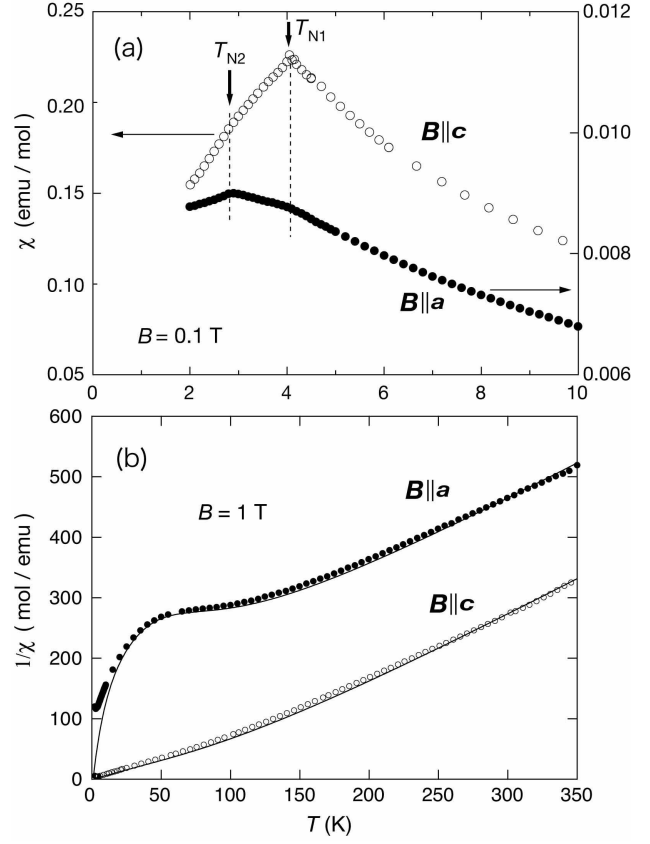 (a)
T_N2
T_N1
0.25
0.20
0.15
0.10
0.05
χ (emu / mol)
0.012
0.010
0.008
0.006
B||c
B||a
B = 0.1 T
0 2 4 6 8 10
(b)
600
500
400
300
200
100
0
1/χ ( mol / emu)
B = 1 T
B||a
B||c
0 50 100 150 200 250 300 350
T (K)